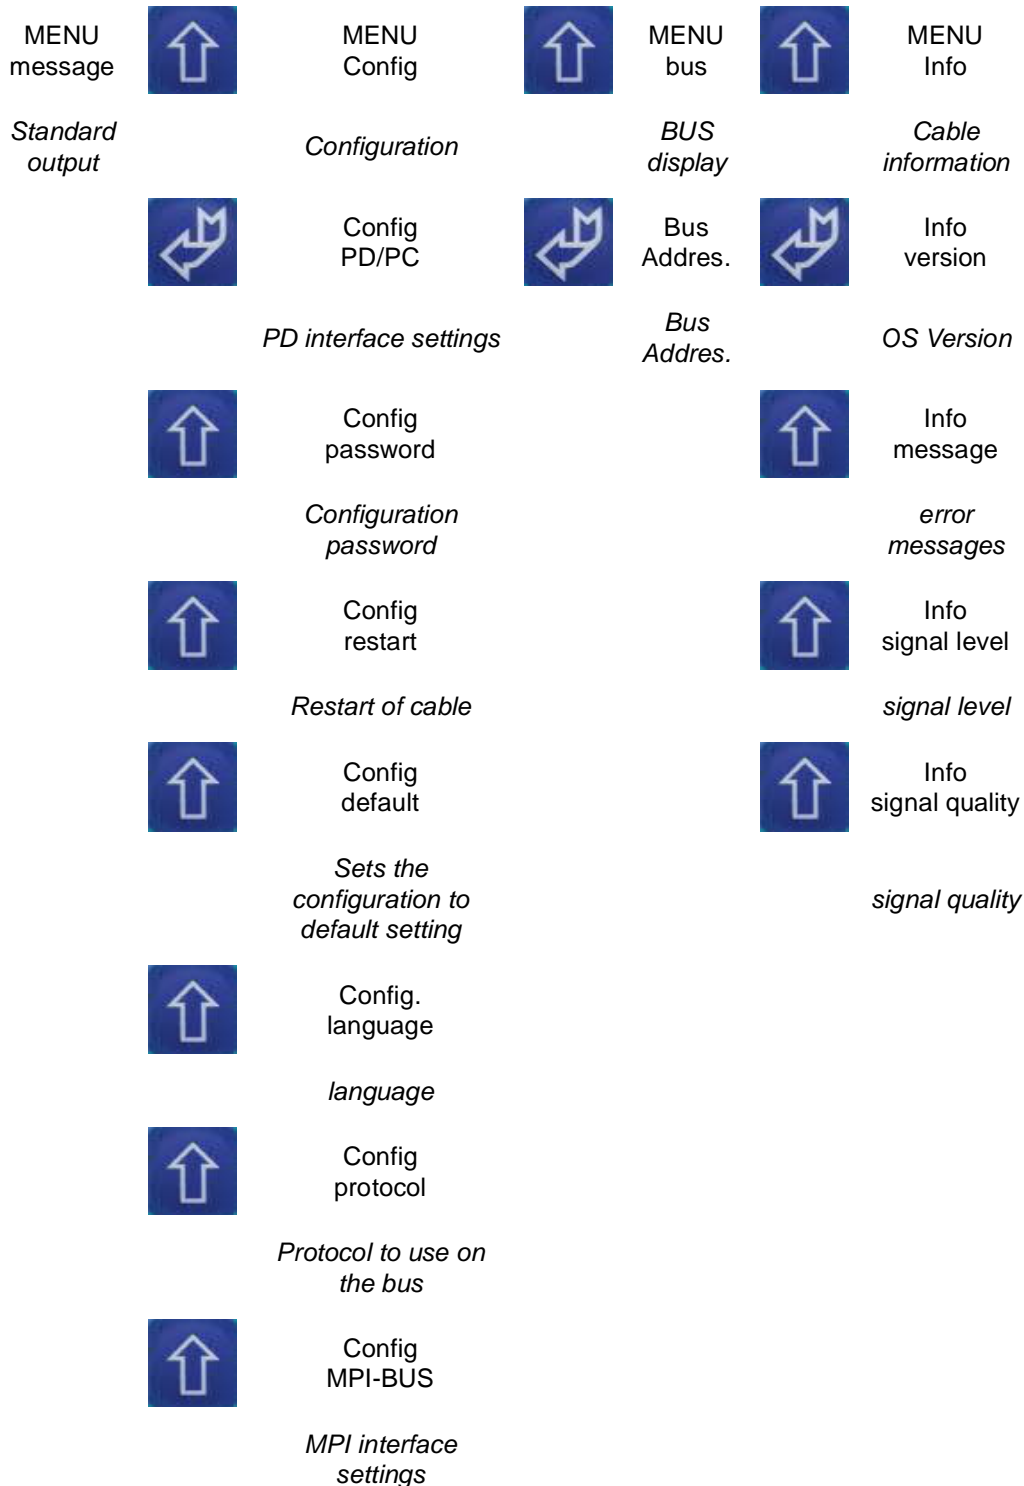 MENU
message
MENU
Config
MENU
bus
MENU
Info
Standard
output
Configuration
BUS
display
Cable
information
Config
PD/PC
Bus
Addres.
Info
version
PD interface settings
Bus
Addres.
OS Version
Config
password
Info
message
Configuration
password
error
messages
Config
restart
Info
signal level
Restart of cable
signal level
Config
default
Info
signal quality
Sets the
configuration to
default setting
signal quality
Config.
language
language
Config
protocol
Protocol to use on
the bus
Config
MPI-BUS
MPI interface
settings